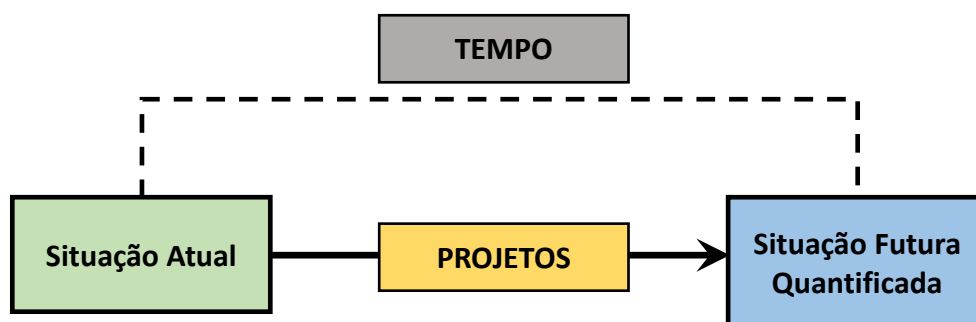 TEMPO
Situação Atual
PROJETOS
Situação Futura
Quantificada